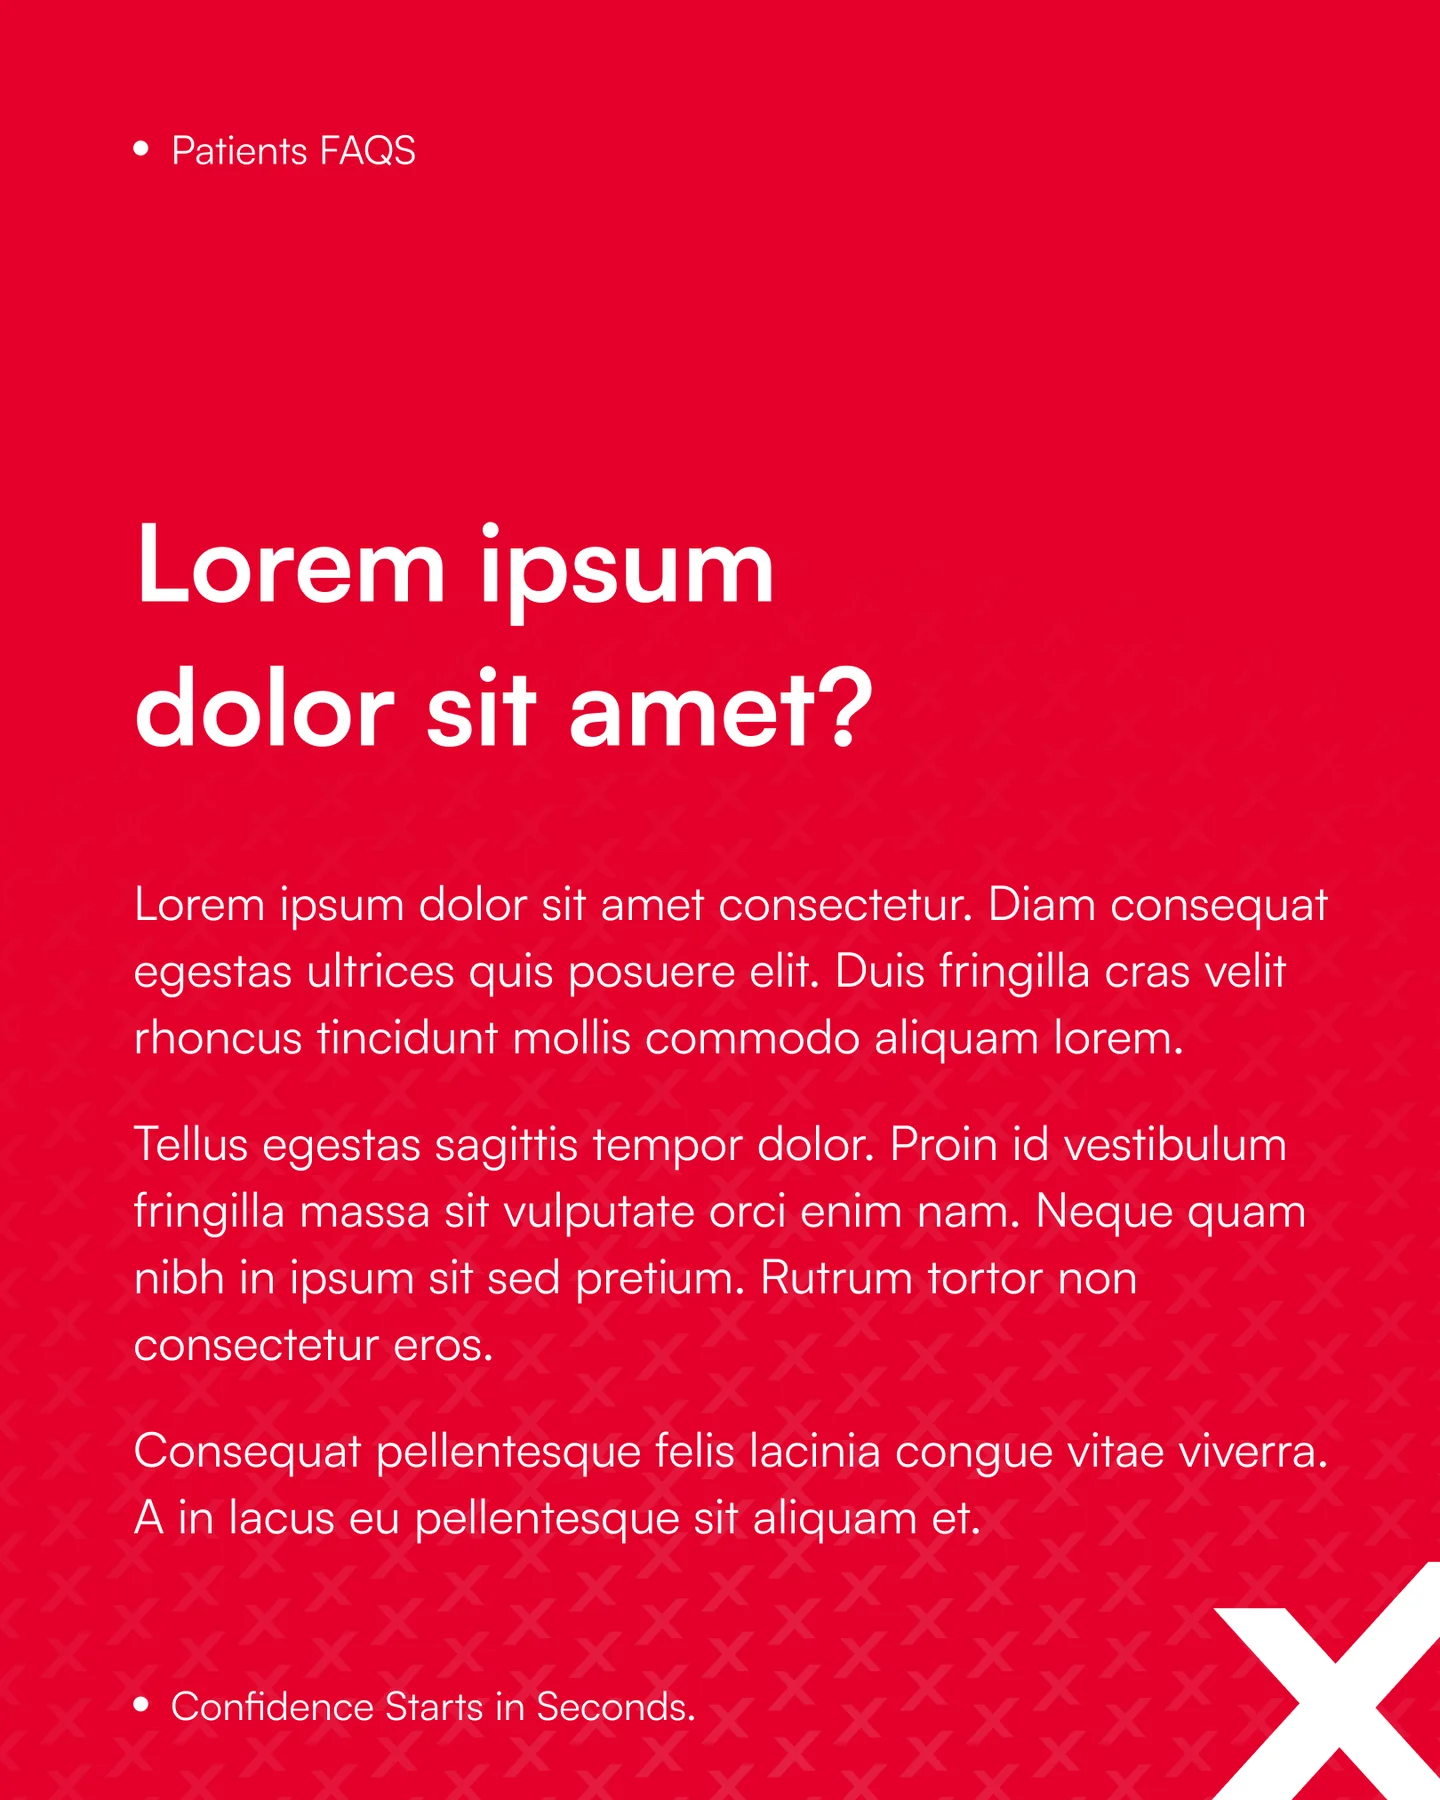 Patients FAQS
Lorem ipsum
dolor sit amet?
Lorem ipsum dolor sit amet consectetur. Diam consequat
egestas ultrices quis posuere elit. Duis fringilla cras velit
rhoncus tincidunt mollis commodo aliquam lorem.
Tellus egestas sagittis tempor dolor. Proin id vestibulum
fringilla massa sit vulputate orci enim nam. Neque quam
nibh in ipsum sit sed pretium. Rutrum tortor non
consectetur eros.
Consequat pellentesque felis lacinia congue vitae viverra.
A in lacus eu pellentesque sit aliquam et.
Confidence Starts in Seconds.